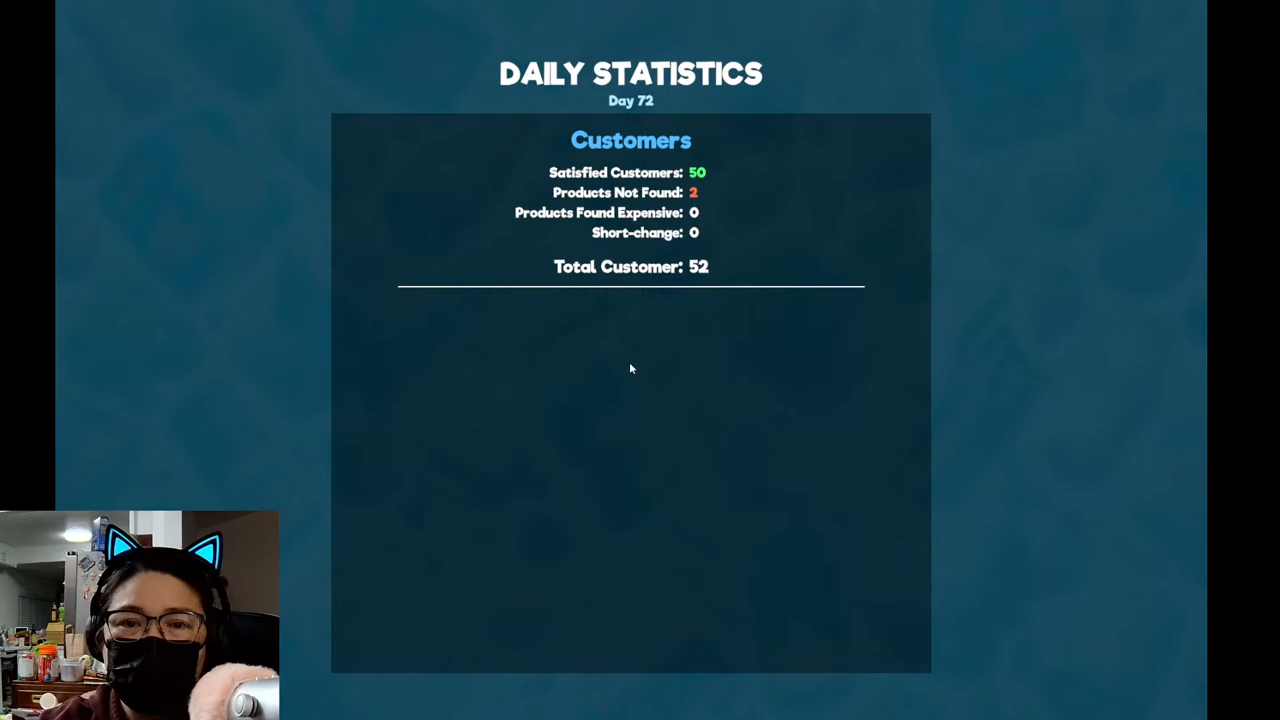 DAILY STATISTICS
Day 72
Customers
Satisfied Customers: 50
Products Not Found: 2
Products Found Expensive: 0
Short-change: 0
Total Customer: 52